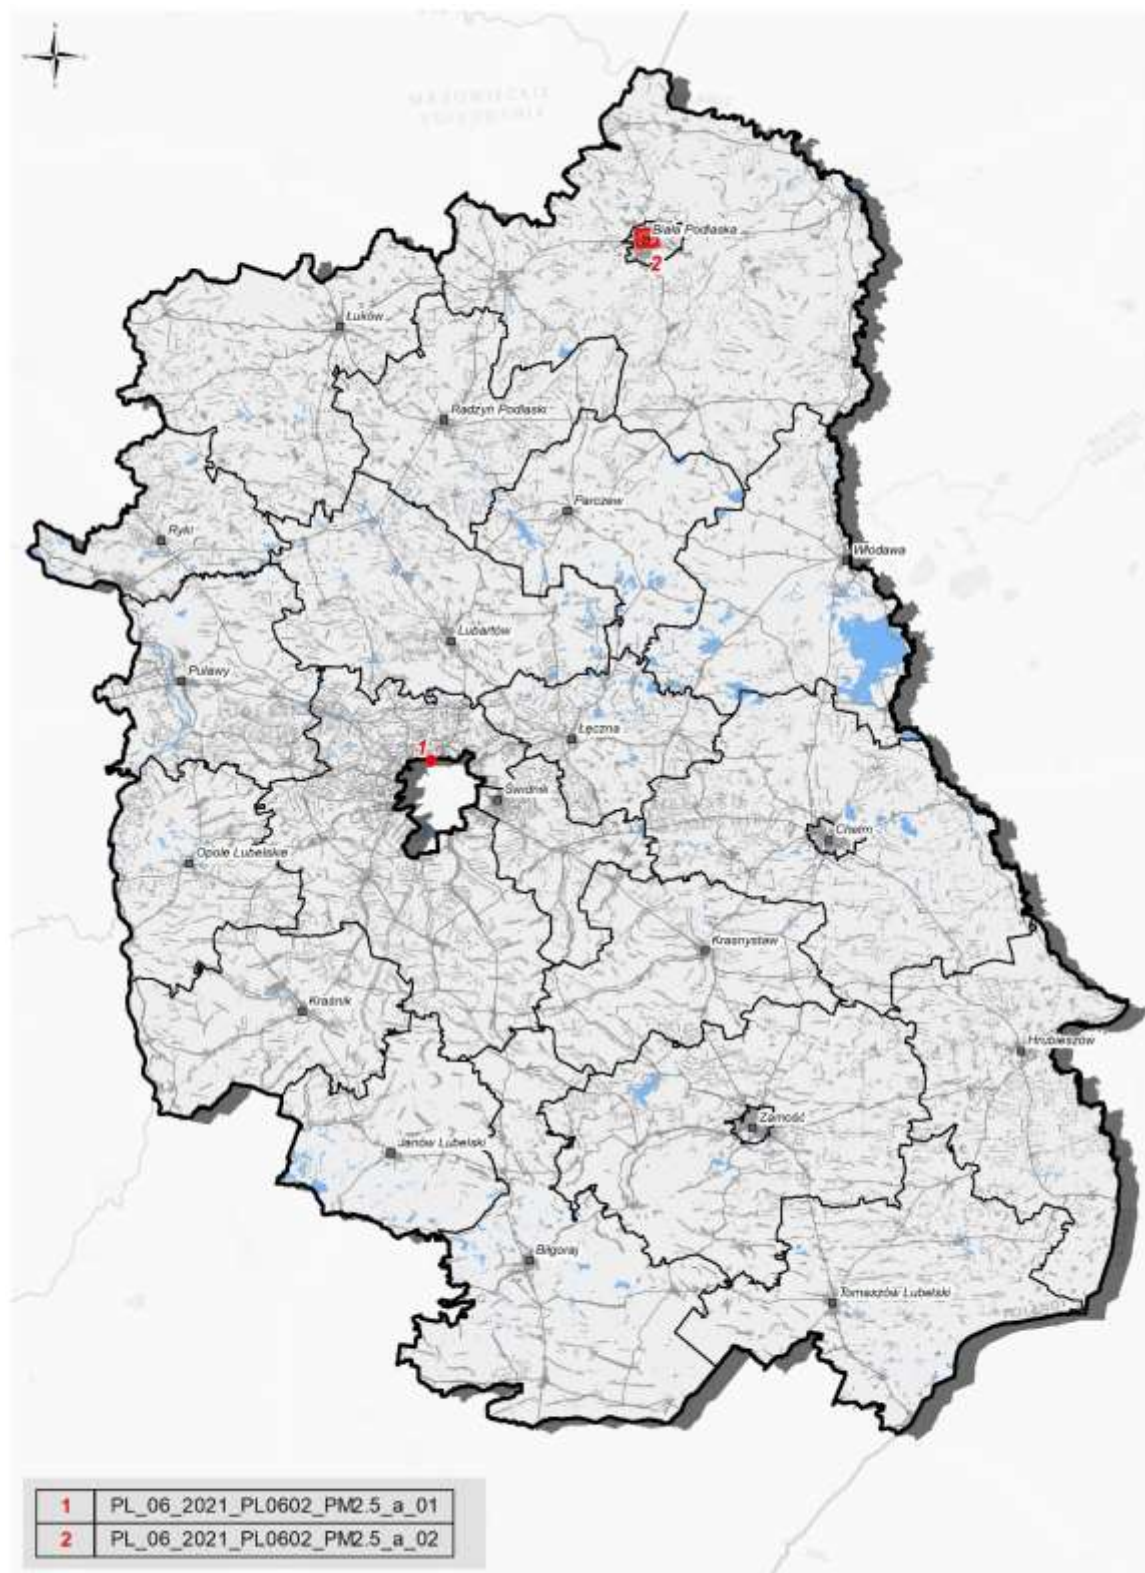 MAZOWIECKIE
Biała Podlaska
2
Łuków
Radzyń Podlaski
Parczew
Ryki
Włodawa
Lubartów
Puławy
Łęczna
1
Świdnik
Chełm
Opole Lubelskie
Krasnystaw
Kraśnik
Hrubieszów
Zamość
Janów Lubelski
Biłgoraj
Tomaszów Lubelski
1 PL_06_2021_PL0602_PM2.5_a_01
2 PL_06_2021_PL0602_PM2.5_a_02